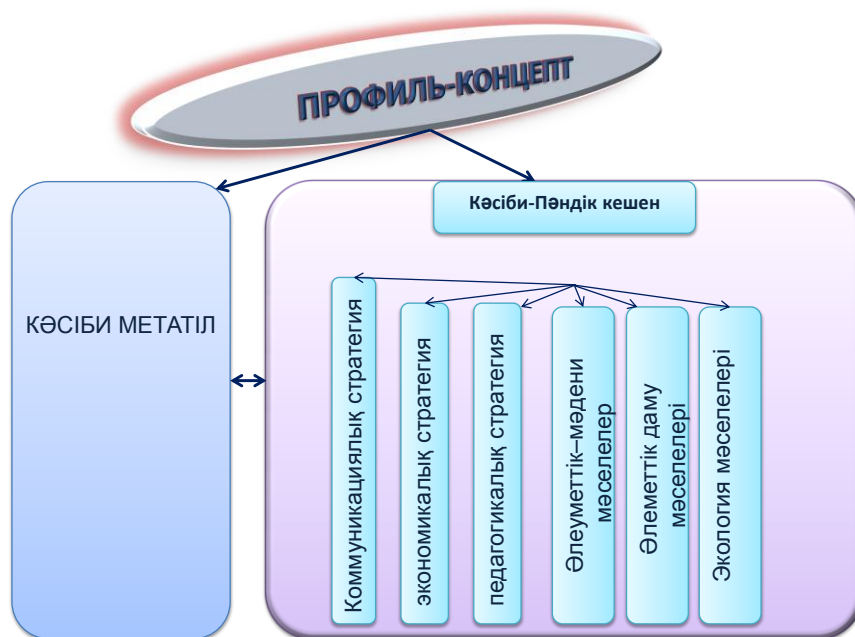 ПРОФИЛЬ-КОНЦЕПТ
Кәсіби-Пәндік кешен
КӘСІБИ МЕТАТІЛ
Коммуникациялық стратегия
экономикалық стратегия
педагогикалық стратегия
Әлеуметтік–мәдени
мәселелер
Әлеметтік даму
мәселелері
Экология мәселелері